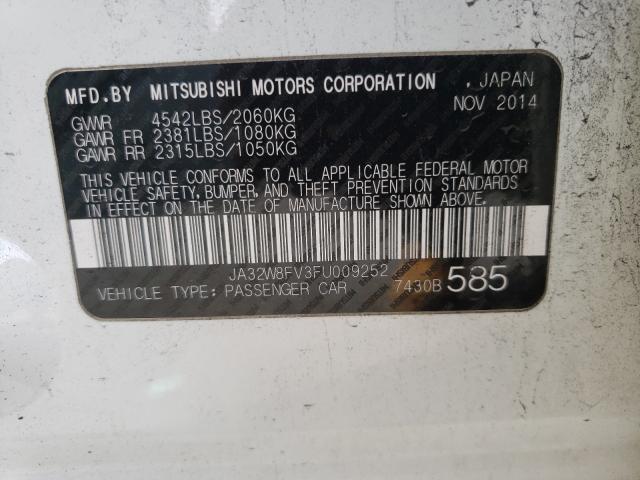 MFD.BY MITSUBISHI MOTORS CORPORATION , JAPAN
NOV 2014
GVWR 4542LBS/2060KG
GAWR FR 2381LBS/1080KG
GAWR RR 2315LBS/1050KG
THIS VEHICLE CONFORMS TO ALL APPLICABLE FEDERAL MOTOR
VEHICLE SAFETY, BUMPER, AND THEFT PREVENTION STANDARDS
IN EFFECT ON THE DATE OF MANUFACTURE SHOWN ABOVE.
JA32W8FV3FU009252
VEHICLE TYPE: PASSENGER CAR 7430B 585